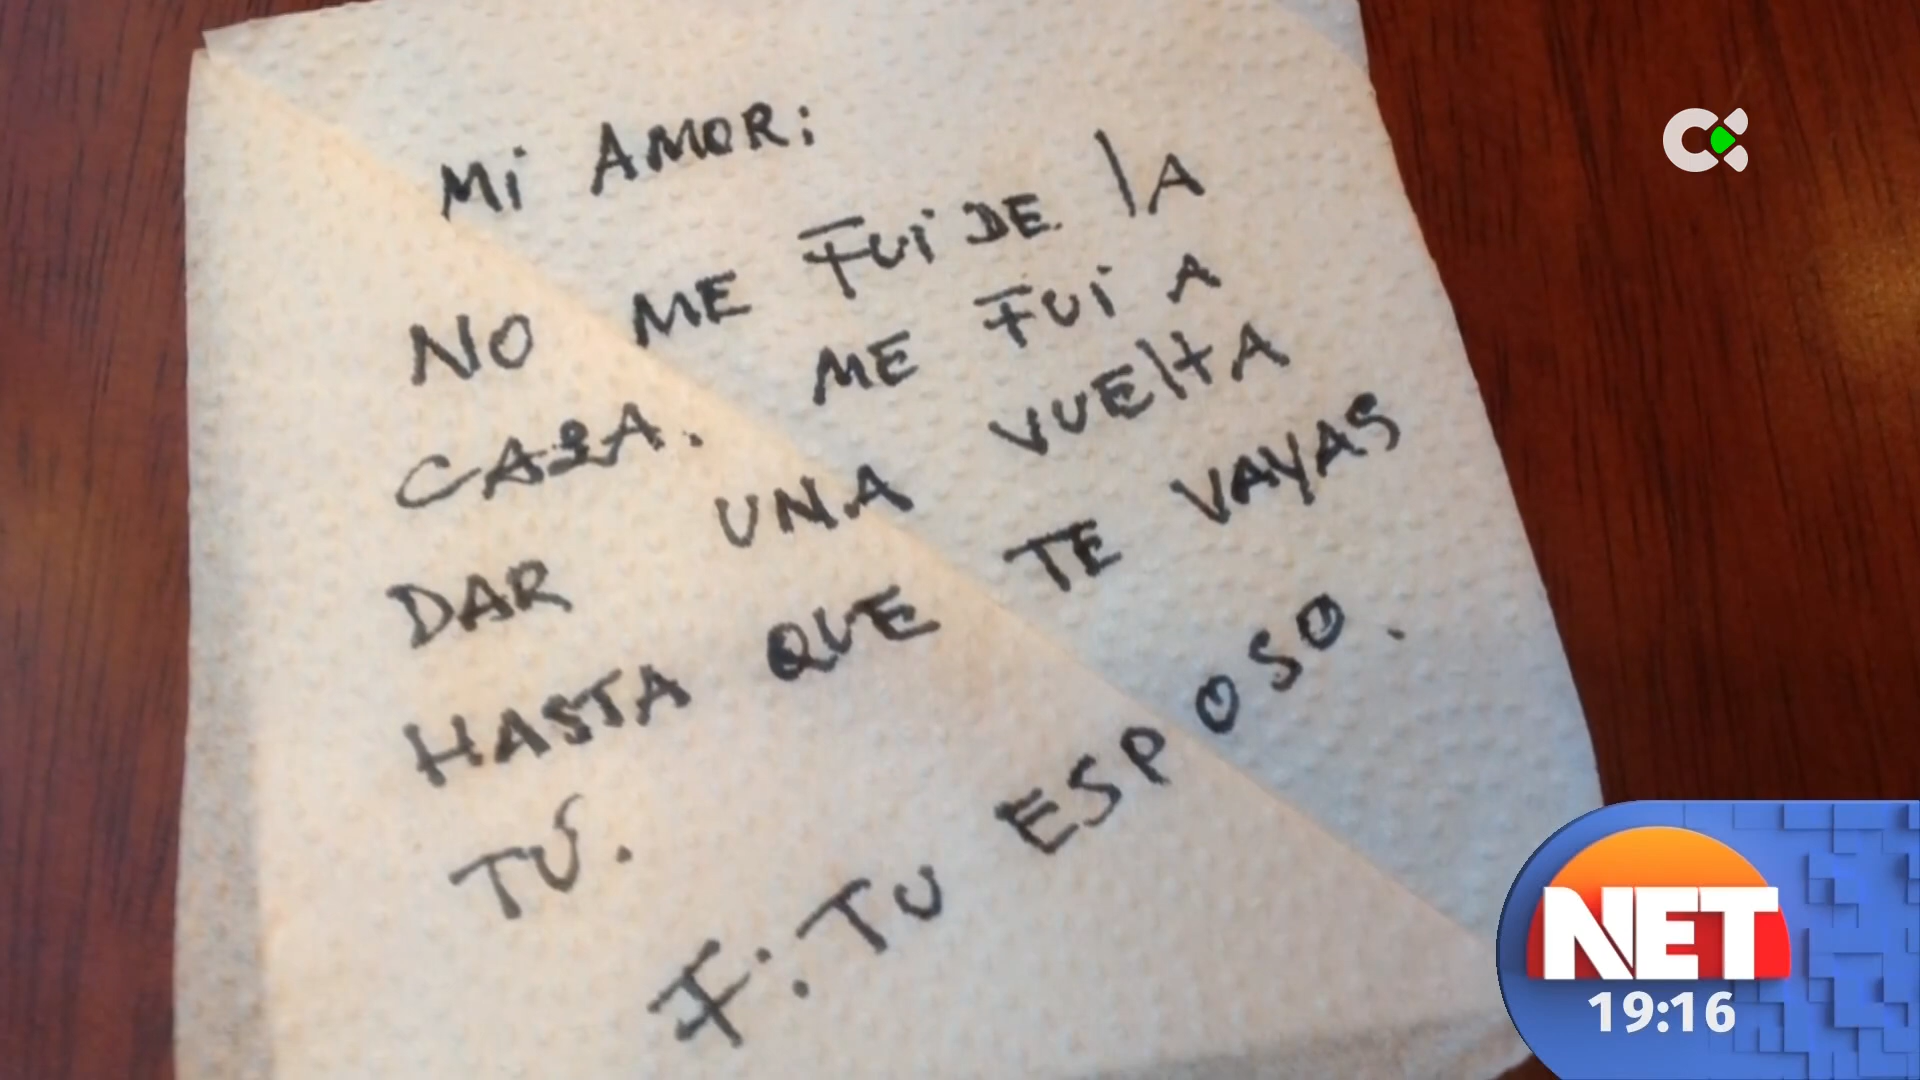 Mi AMOR:
NO ME FUi DE lA
CASA. ME FUi A
DAR UNA VUElTA
HASTA QUE TE VAYAS
TÚ.
F: TU ESPOSO.
NET
19:16